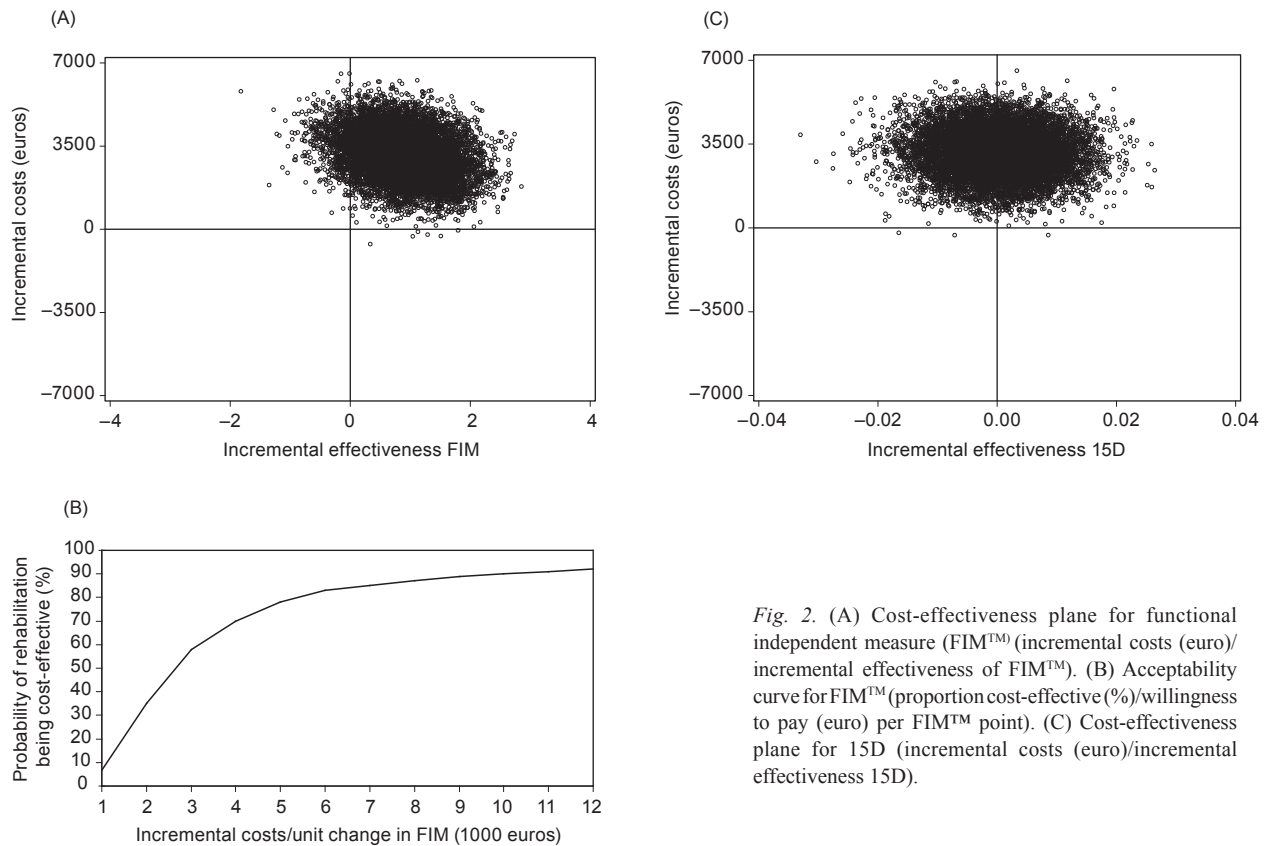 (A)
7000
3500
0
–3500
–7000
–4
–2
0
2
4
Incremental costs (euros)
Incremental effectiveness FIM
(C)
7000
3500
0
–3500
–7000
–0.04
–0.02
0.00
0.02
0.04
Incremental costs (euros)
Incremental effectiveness 15D
(B)
100
90
80
70
60
50
40
30
20
10
0
1
2
3
4
5
6
7
8
9
10
11
12
Probability of rehabilitation
being cost-effective (%)
Incremental costs/unit change in FIM (1000 euros)
Fig. 2. (A) Cost-effectiveness plane for functional
independent measure (FIM™) (incremental costs (euro)/
incremental effectiveness of FIM™). (B) Acceptability
curve for FIM™ (proportion cost-effective (%)/willingness
to pay (euro) per FIM™ point). (C) Cost-effectiveness
plane for 15D (incremental costs (euro)/incremental
effectiveness 15D).